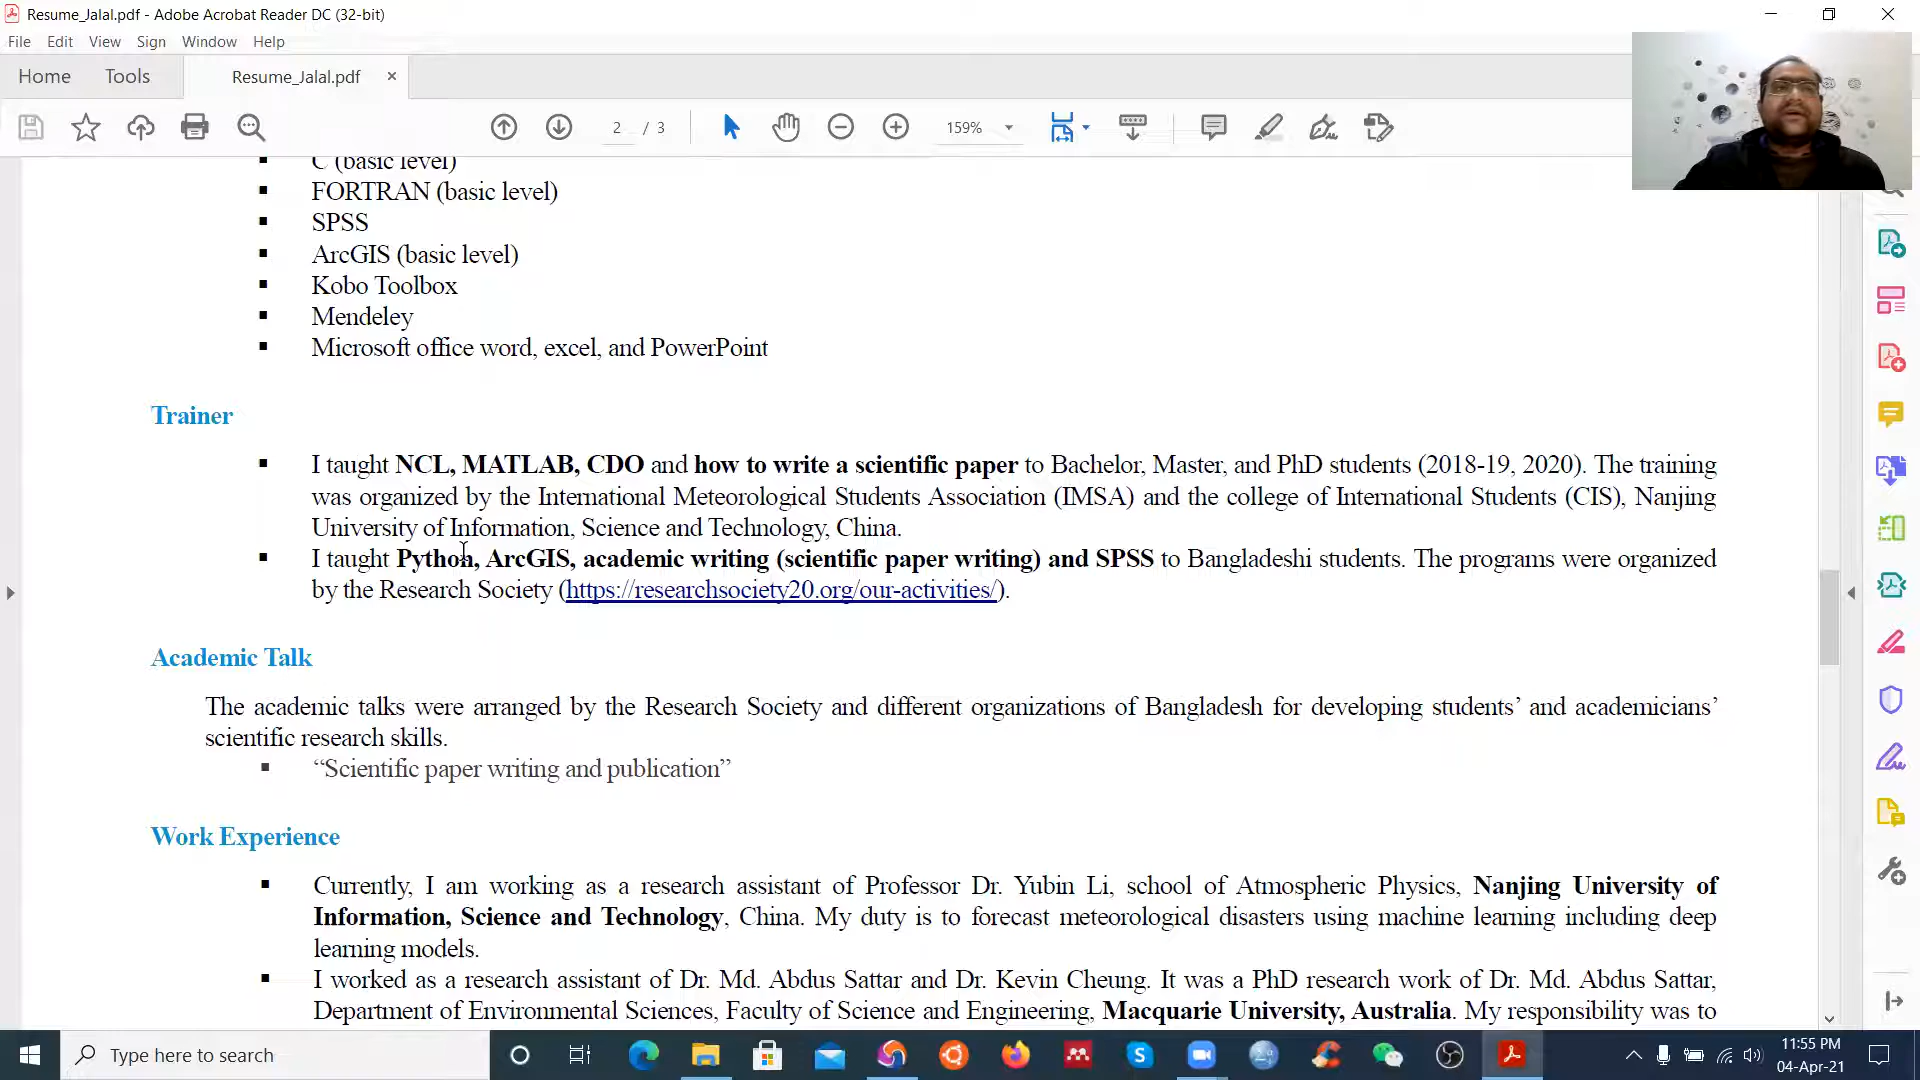 Resume_Jalal.pdf - Adobe Acrobat Reader DC (32-bit)
File Edit View Sign Window Help
Home Tools Resume_Jalal.pdf ×
2 / 3 159%
C (basic level)
FORTRAN (basic level)
SPSS
ArcGIS (basic level)
Kobo Toolbox
Mendeley
Microsoft office word, excel, and PowerPoint
Trainer
I taught NCL, MATLAB, CDO and how to write a scientific paper to Bachelor, Master, and PhD students (2018-19, 2020). The training
was organized by the International Meteorological Students Association (IMSA) and the college of International Students (CIS), Nanjing
University of Information, Science and Technology, China.
I taught Python, ArcGIS, academic writing (scientific paper writing) and SPSS to Bangladeshi students. The programs were organized
by the Research Society (https://researchsociety20.org/our-activities/).
Academic Talk
The academic talks were arranged by the Research Society and different organizations of Bangladesh for developing students’ and academicians’
scientific research skills.
“Scientific paper writing and publication”
Work Experience
Currently, I am working as a research assistant of Professor Dr. Yubin Li, school of Atmospheric Physics, Nanjing University of
Information, Science and Technology, China. My duty is to forecast meteorological disasters using machine learning including deep
learning models.
I worked as a research assistant of Dr. Md. Abdus Sattar and Dr. Kevin Cheung. It was a PhD research work of Dr. Md. Abdus Sattar,
Department of Environmental Sciences, Faculty of Science and Engineering, Macquarie University, Australia. My responsibility was to
Type here to search
11:55 PM
04-Apr-21